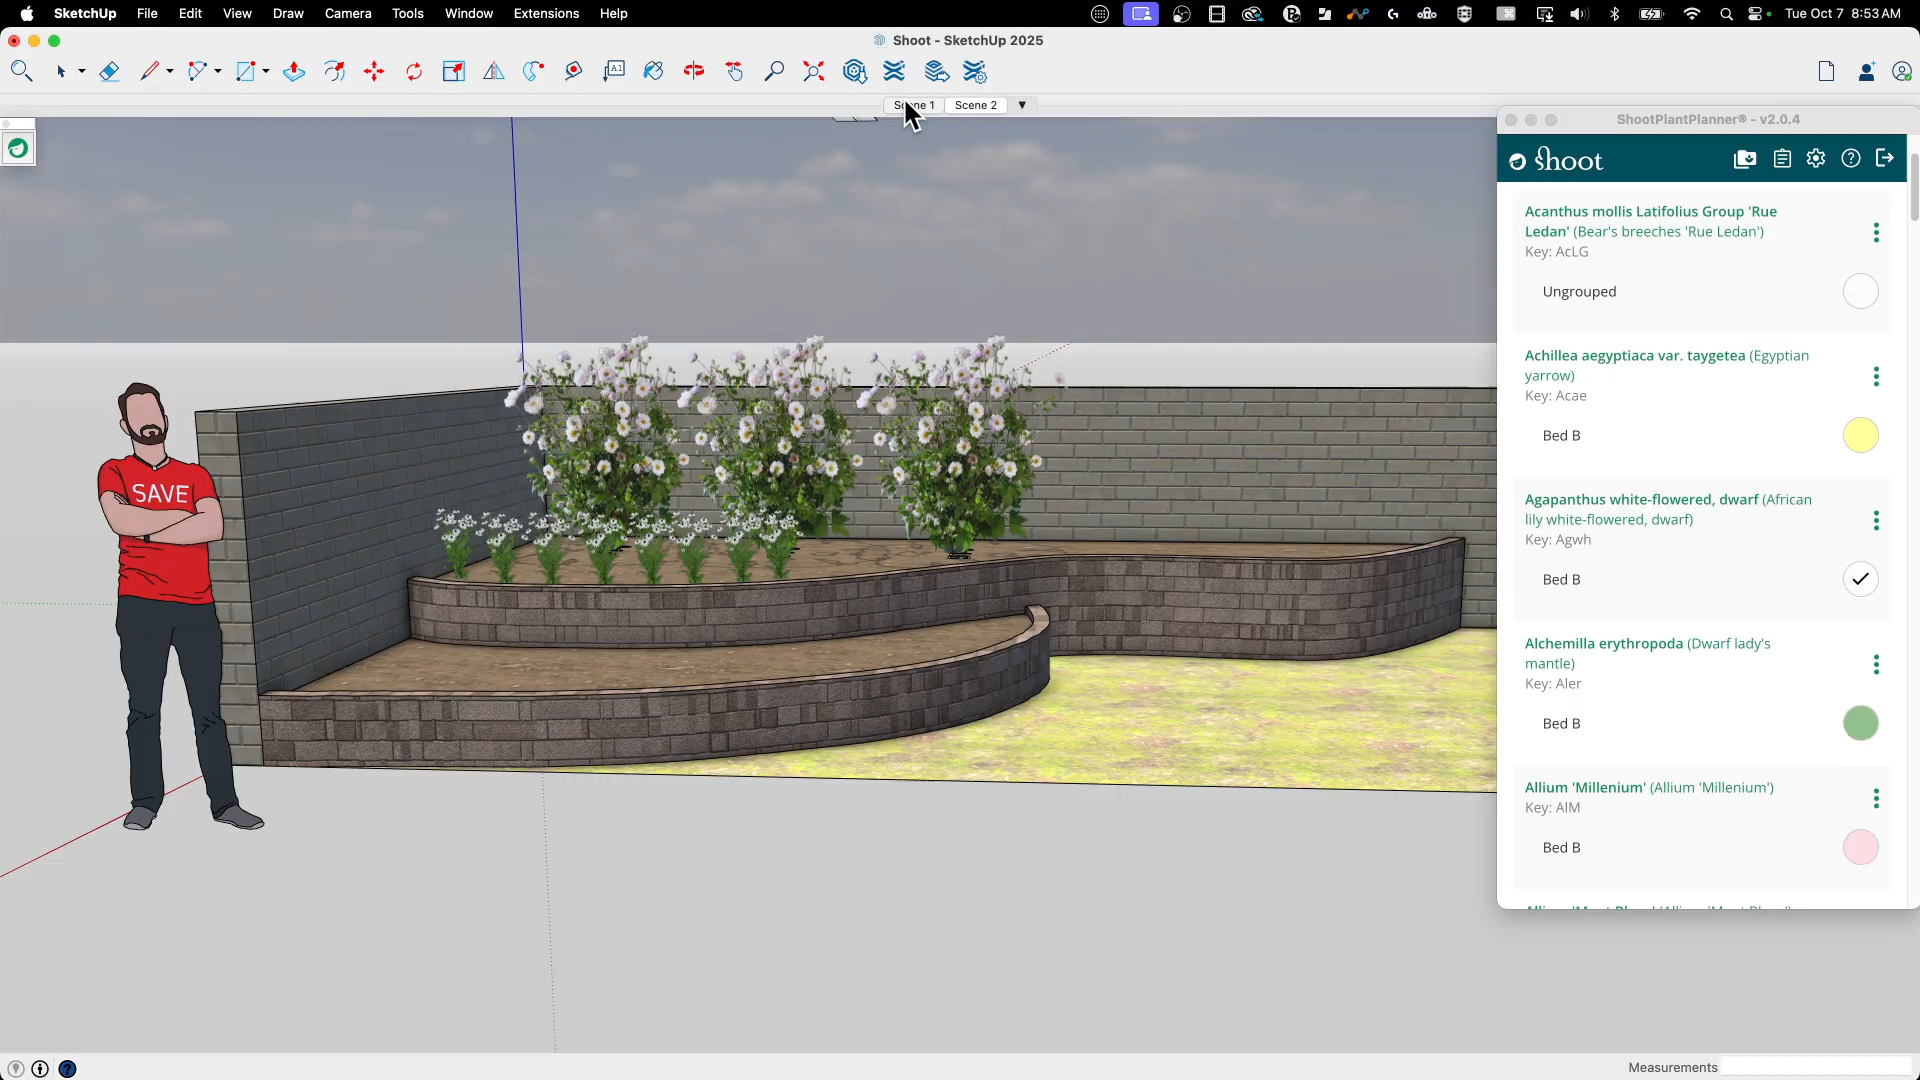 SketchUp File Edit View Draw Camera Tools Window Extensions Help Tue Oct 7 8:53 AM
Shoot - SketchUp 2025
A1
Scene 2
ShootPlantPlanner® - v2.0.4
shoot
Acanthus mollis Latifolius Group 'Rue
Ledan' (Bear's breeches 'Rue Ledan')
Key: AcLG
Ungrouped
Achillea aegyptiaca var. taygetea (Egyptian
yarrow)
Key: Acae
Bed B
Agapanthus white-flowered, dwarf (African
lily white-flowered, dwarf)
Key: Agwh
Bed B
Alchemilla erythropoda (Dwarf lady's
mantle)
Key: Aler
Bed B
Allium 'Millenium' (Allium 'Millenium')
Key: AlM
Bed B
SAVE
Measurements